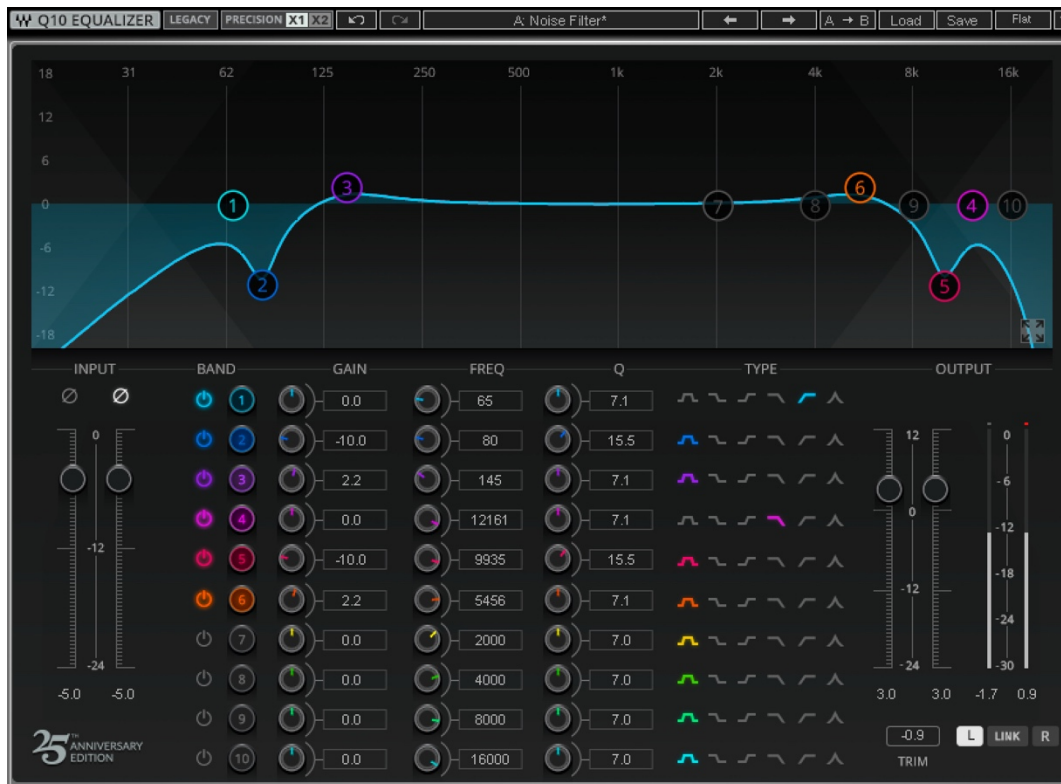 Q10 EQUALIZER LEGACY PRECISION X1 X2 A: Noise Filter* A → B Load Save Flat
18 31 62 125 250 500 1k 2k 4k 8k 16k
12
6
3 6
0 1 7 8 9 4 10
-6
2 5
-12
-18
INPUT BAND GAIN FREQ Q TYPE OUTPUT
Ø Ø 1 0.0 65 7.1
0 12 0
2 -10.0 80 15.5
3 2.2 145 7.1 -6
0
4 0.0 12161 7.1 -12
-12 5 -10.0 9935 15.5
-18
6 2.2 5456 7.1 -12
-24
7 0.0 2000 7.0
-24 -24 -30
8 0.0 4000 7.0
-5.0 -5.0 3.0 3.0 -1.7 0.9
9 0.0 8000 7.0
25TH ANNIVERSARY -0.9 L LINK R
EDITION 10 0.0 16000 7.0 TRIM